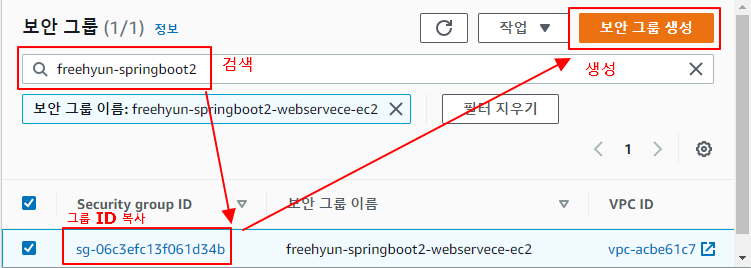 보안 그룹 (1/1) 정보 작업 보안 그룹 생성
freehyun-springboot2 검색 생성
보안 그룹 이름: freehyun-springboot2-webservece-ec2 필터 지우기
1
Security group ID 보안 그룹 이름 VPC ID
그룹 ID 복사
sg-06c3efc13f061d34b freehyun-springboot2-webservece-ec2 vpc-acbe61c7